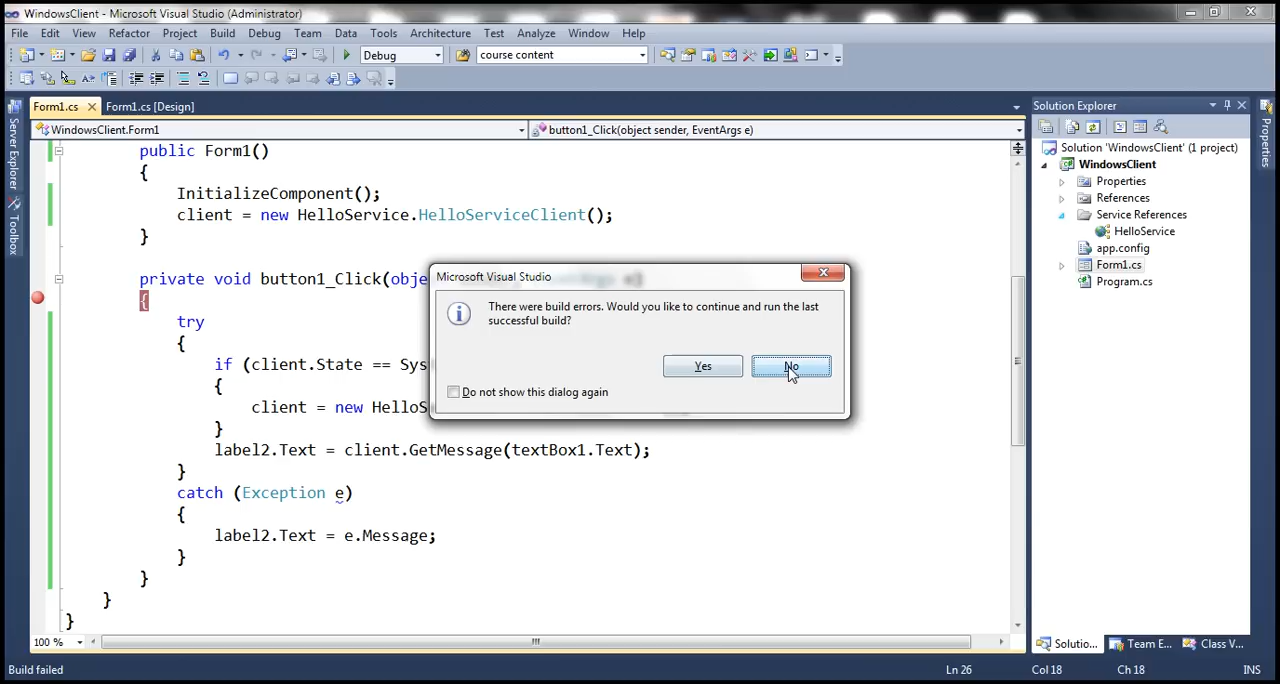 WindowsClient - Microsoft Visual Studio (Administrator)
File Edit View Refactor Project Build Debug Team Data Tools Architecture Test Analyze Window Help
Debug course content
Form1.cs Form1.cs [Design]
WindowsClient.Form1 button1_Click(object sender, EventArgs e)
public Form1()
{
InitializeComponent();
client = new HelloService.HelloServiceClient();
}
private void button1_Click(obje
{
try
{
if (client.State == Sys
{
client = new HelloS
}
label2.Text = client.GetMessage(textBox1.Text);
}
catch (Exception e)
{
label2.Text = e.Message;
}
}
}
}
Microsoft Visual Studio
There were build errors. Would you like to continue and run the last
successful build?
Yes No
Do not show this dialog again
Server Explorer
Toolbox
Solution Explorer
Solution 'WindowsClient' (1 project)
WindowsClient
Properties
References
Service References
HelloService
app.config
Form1.cs
Program.cs
Properties
100 %
Solutio... Team E... Class V...
Build failed Ln 26 Col 18 Ch 18 INS